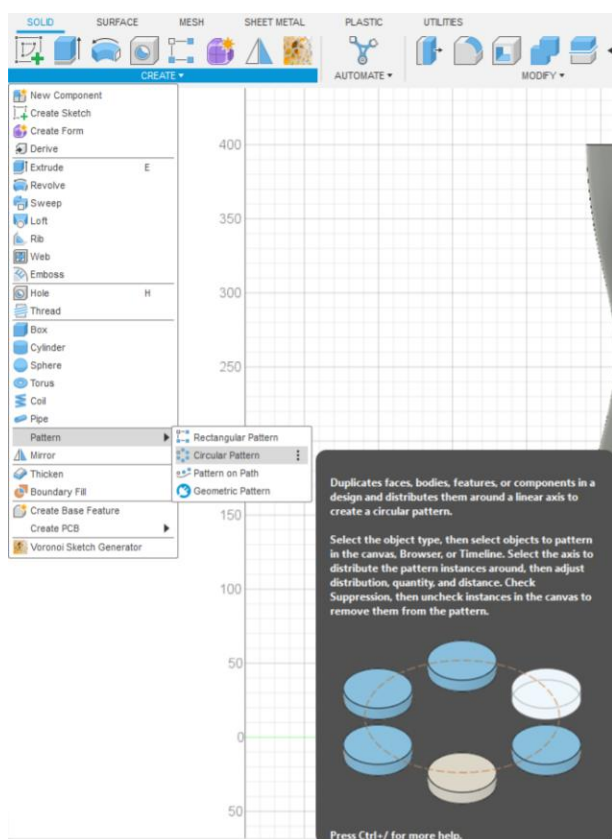 SOLID SURFACE MESH SHEET METAL PLASTIC UTILITIES
CREATE ▾ AUTOMATE ▾ MODIFY ▾
New Component
Create Sketch
Create Form
Derive
Extrude E
Revolve
Sweep
Loft
Rib
Web
Emboss
Hole H
Thread
Box
Cylinder
Sphere
Torus
Coil
Pipe
Pattern
Mirror
Thicken
Boundary Fill
Create Base Feature
Create PCB
Voronoi Sketch Generator
Rectangular Pattern
Circular Pattern
Pattern on Path
Geometric Pattern
400
350
300
250
150
100
50
0
50
Duplicates faces, bodies, features, or components in a
design and distributes them around a linear axis to
create a circular pattern.
Select the object type, then select objects to pattern
in the canvas, Browser, or Timeline. Select the axis to
distribute the pattern instances around, then adjust
distribution, quantity, and distance. Check
Suppression, then uncheck instances in the canvas to
remove them from the pattern.
Press Ctrl+/ for more help.